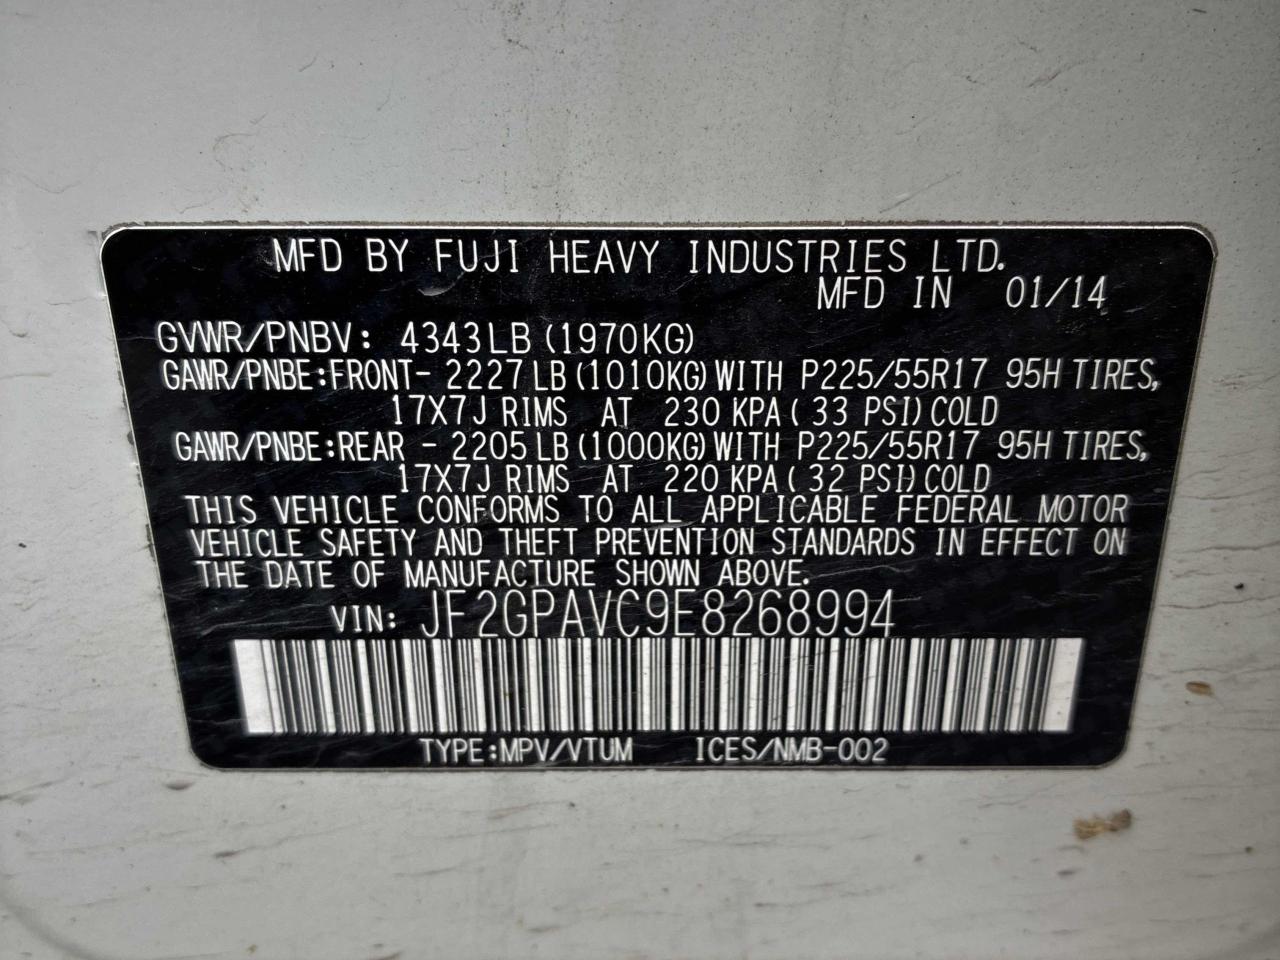 MFD BY FUJI HEAVY INDUSTRIES LTD.
MFD IN 01/14
GVWR/PNBV: 4343LB (1970KG)
GAWR/PNBE:FRONT- 2227LB (1010KG) WITH P225/55R17 95H TIRES,
17X7J RIMS AT 230 KPA ( 33 PSI) COLD
GAWR/PNBE:REAR - 2205LB (1000KG) WITH P225/55R17 95H TIRES,
17X7J RIMS AT 220 KPA ( 32 PSI) COLD
THIS VEHICLE CONFORMS TO ALL APPLICABLE FEDERAL MOTOR
VEHICLE SAFETY AND THEFT PREVENTION STANDARDS IN EFFECT ON
THE DATE OF MANUFACTURE SHOWN ABOVE.
VIN: JF2GPAVC9E8268994
TYPE:MPV/VTUM ICES/NMB-002